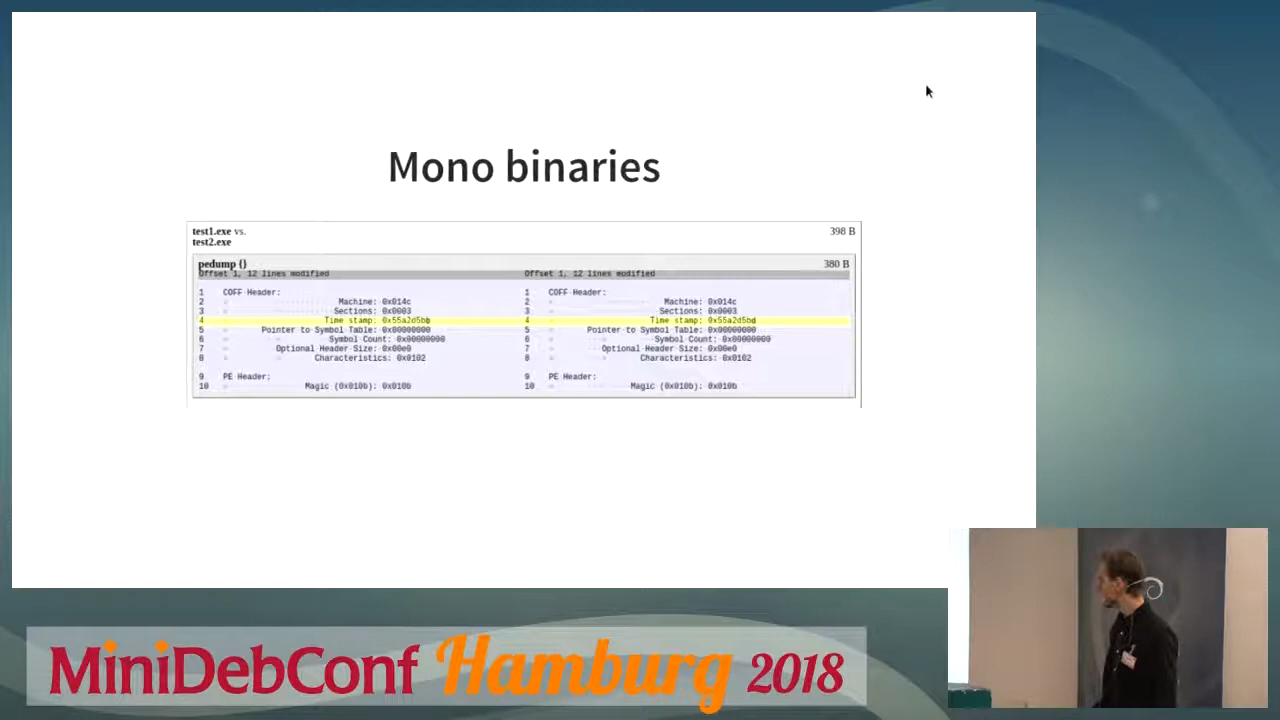 Mono binaries
test1.exe vs. 398 B
test2.exe
pedump {} 380 B
Offset 1, 12 lines modified Offset 1, 12 lines modified
1 COFF Header: 1 COFF Header:
2 Machine: 0x014c 2 Machine: 0x014c
3 Sections: 0x0003 3 Sections: 0x0003
4 Time stamp: 0x55a2d5bb 4 Time stamp: 0x55a2d5bd
5 Pointer to Symbol Table: 0x00000000 5 Pointer to Symbol Table: 0x00000000
6 Symbol Count: 0x00000000 6 Symbol Count: 0x00000000
7 Optional Header Size: 0x00e0 7 Optional Header Size: 0x00e0
8 Characteristics: 0x0102 8 Characteristics: 0x0102
9 PE Header: 9 PE Header:
10 Magic (0x010b): 0x010b 10 Magic (0x010b): 0x010b
MiniDebConf Hamburg 2018